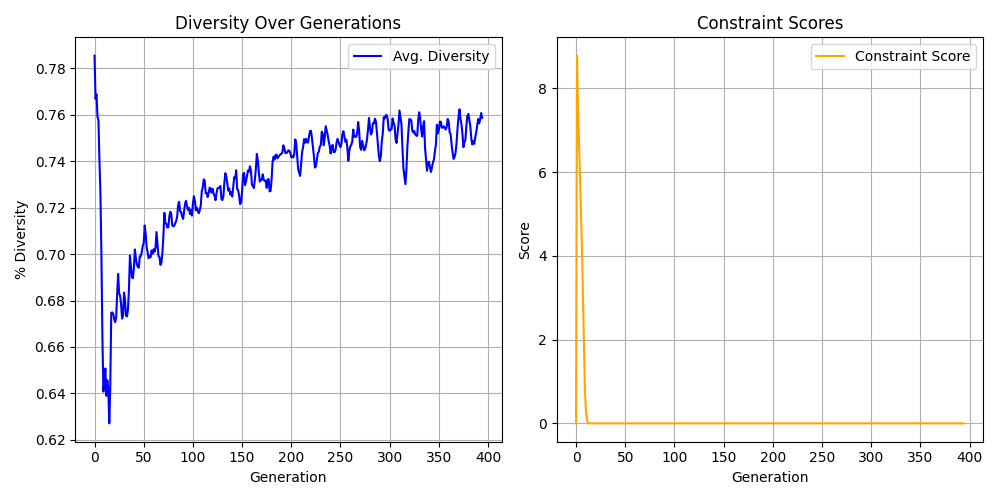 Diversity Over Generations
Avg. Diversity
% Diversity
0.78
0.76
0.74
0.72
0.70
0.68
0.66
0.64
0.62
0 50 100 150 200 250 300 350 400
Generation
Constraint Scores
Constraint Score
Score
8
6
4
2
0
0 50 100 150 200 250 300 350 400
Generation